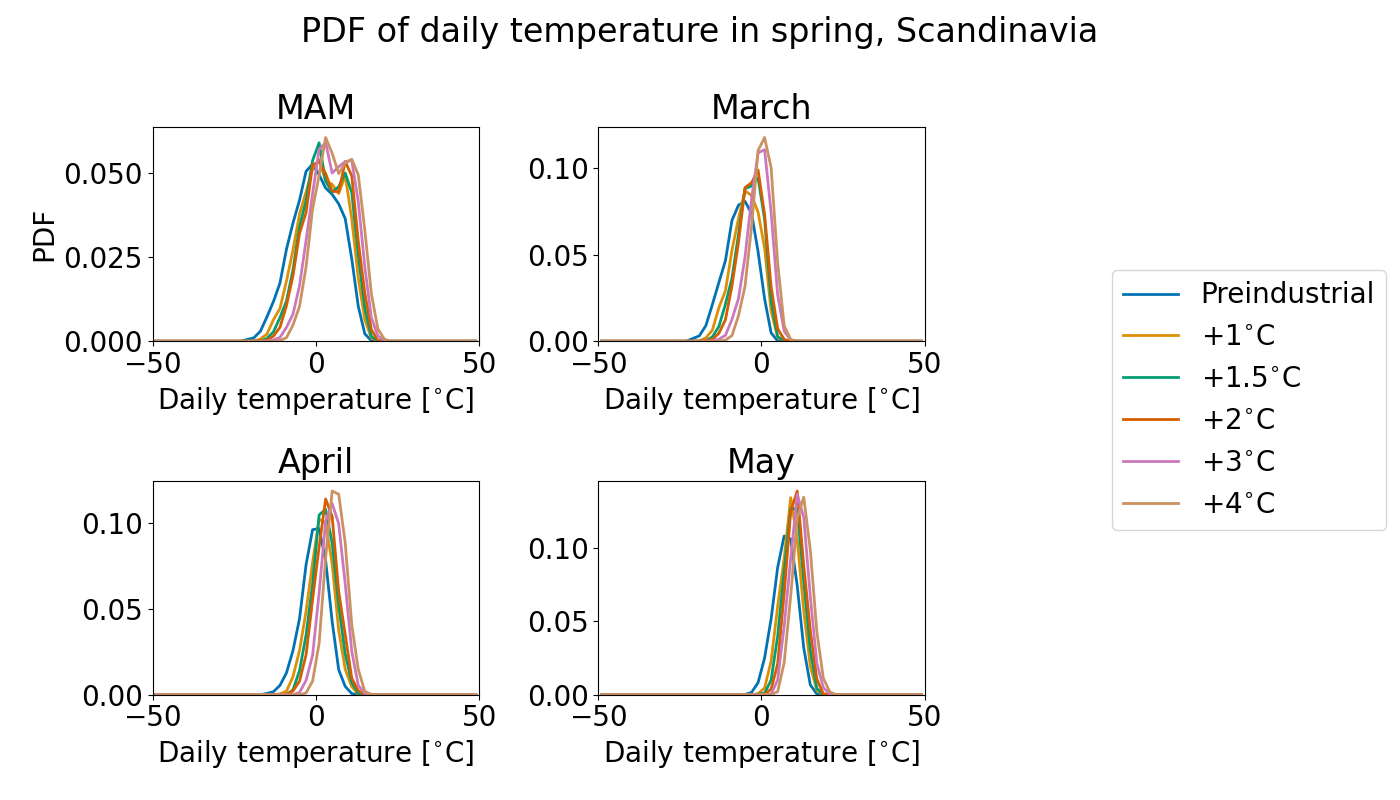 PDF of daily temperature in spring, Scandinavia
MAM
0.050
0.025
0.000
PDF
−50 0 50
Daily temperature [°C]
March
0.10
0.05
0.00
−50 0 50
Daily temperature [°C]
April
0.10
0.05
0.00
−50 0 50
Daily temperature [°C]
May
0.10
0.05
0.00
−50 0 50
Daily temperature [°C]
Preindustrial
+1°C
+1.5°C
+2°C
+3°C
+4°C